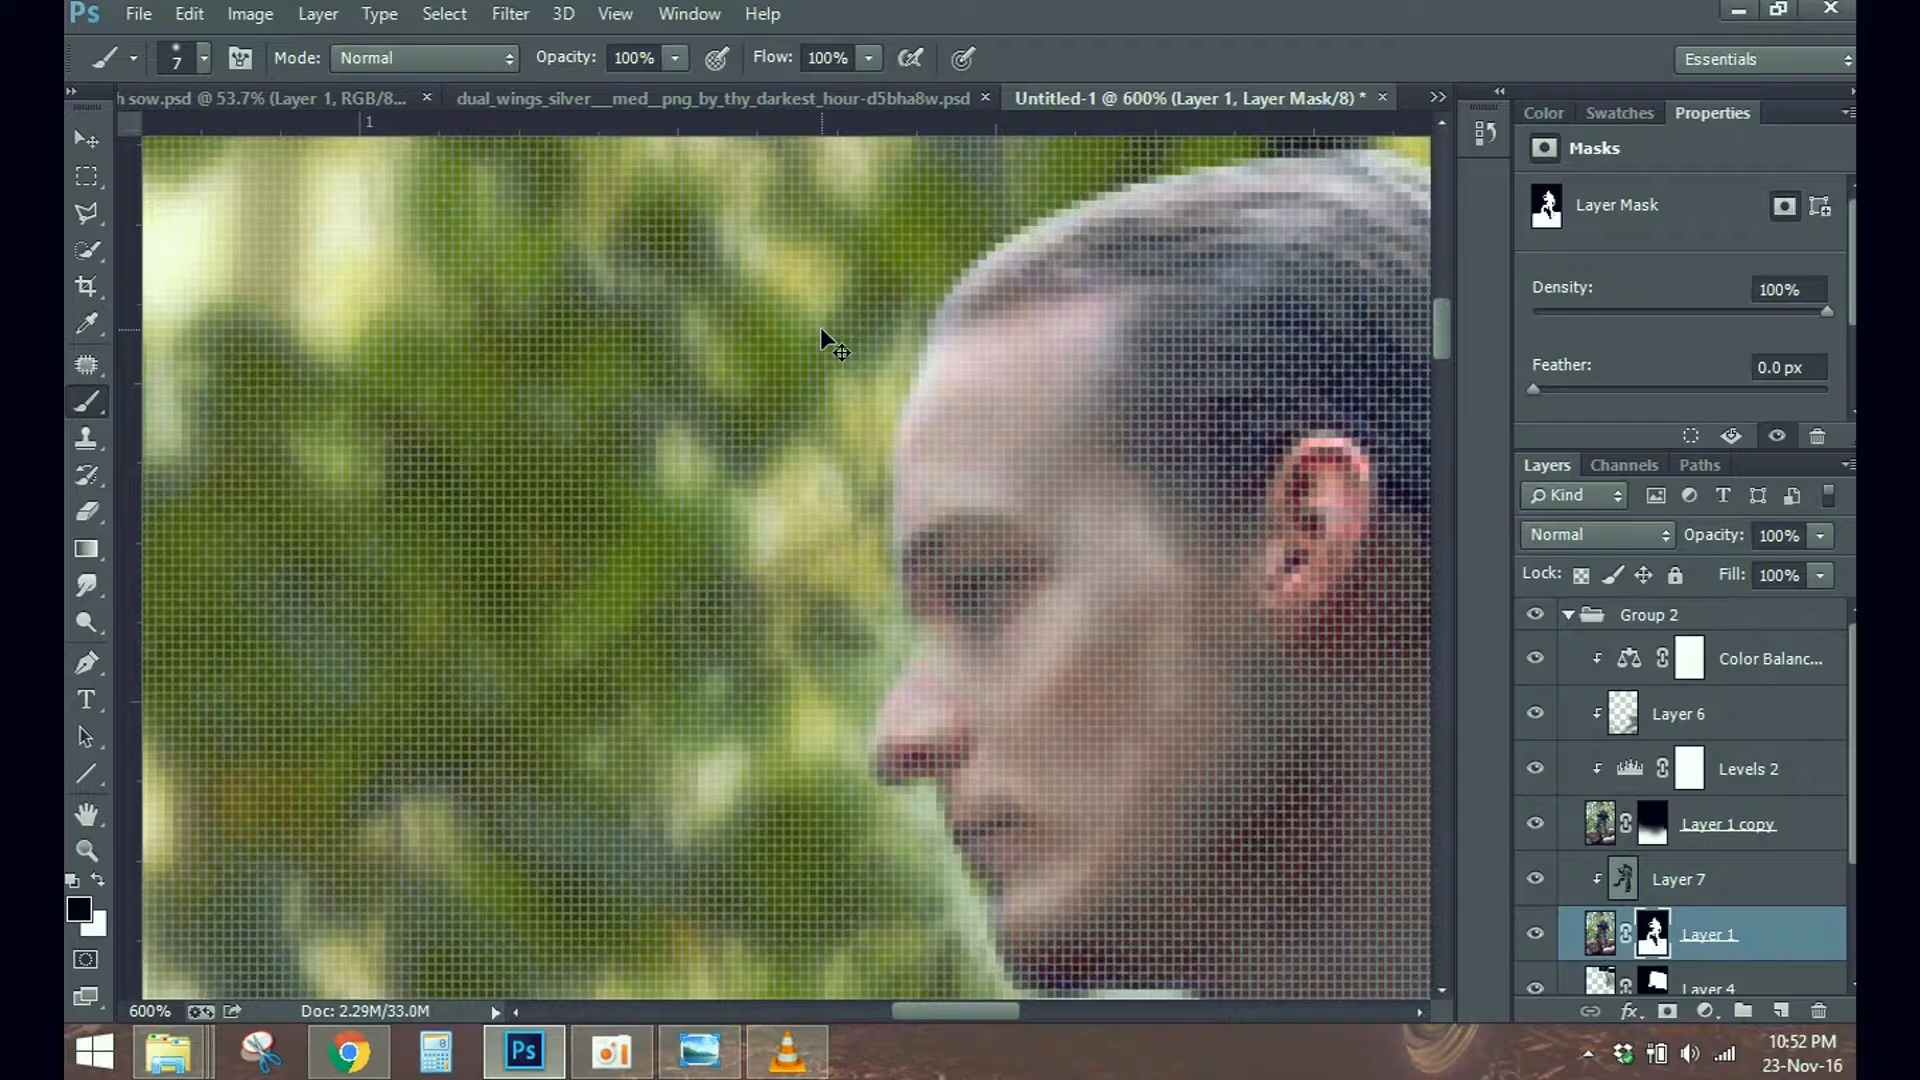 Ps File Edit Image Layer Type Select Filter 3D View Window Help
7 Mode: Normal Opacity: 100% Flow: 100% Essentials
h sow.psd @ 53.7% (Layer 1, RGB/8... × dual_wings_silver__med__png_by_thy_darkest_hour-d5bha8w.psd × Untitled-1 @ 600% (Layer 1, Layer Mask/8) * ×
1
Color Swatches Properties
Masks
Layer Mask
Density: 100%
Feather: 0.0 px
Layers Channels Paths
Kind
Normal Opacity: 100%
Lock: Fill: 100%
Group 2
Color Balanc...
Layer 6
Levels 2
Layer 1 copy
Layer 7
Layer 1
Layer 4
600% Doc: 2.29M/33.0M
Ps
10:52 PM
23-Nov-16